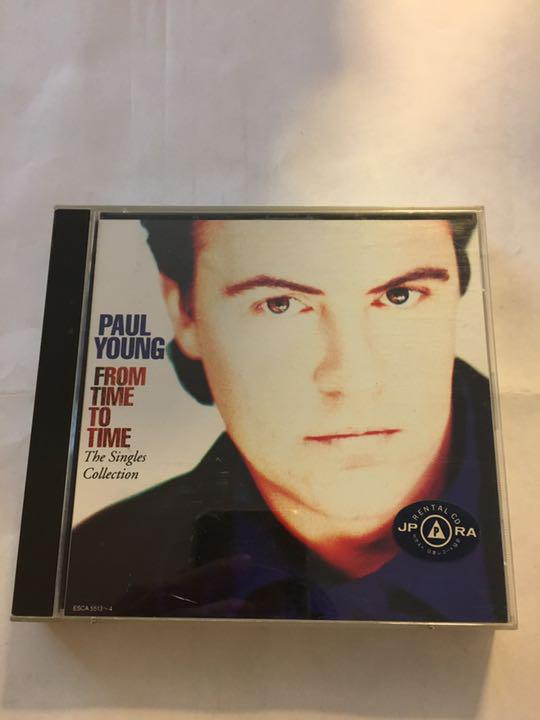 PAUL
YOUNG
FROM
TIME
TO
TIME
The Singles
Collection
RENTAL CD
JP P RA
ESCA 5513~4